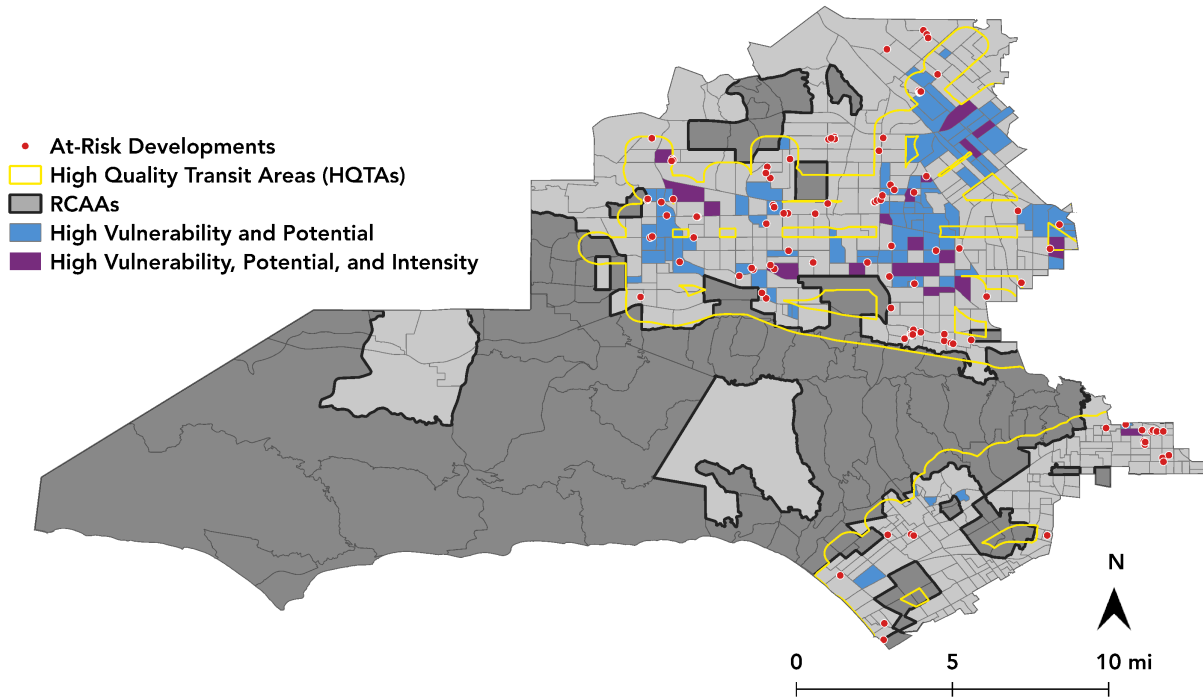 At-Risk Developments
High Quality Transit Areas (HQTAs)
RCAAs
High Vulnerability and Potential
High Vulnerability, Potential, and Intensity
N
0 5 10 mi